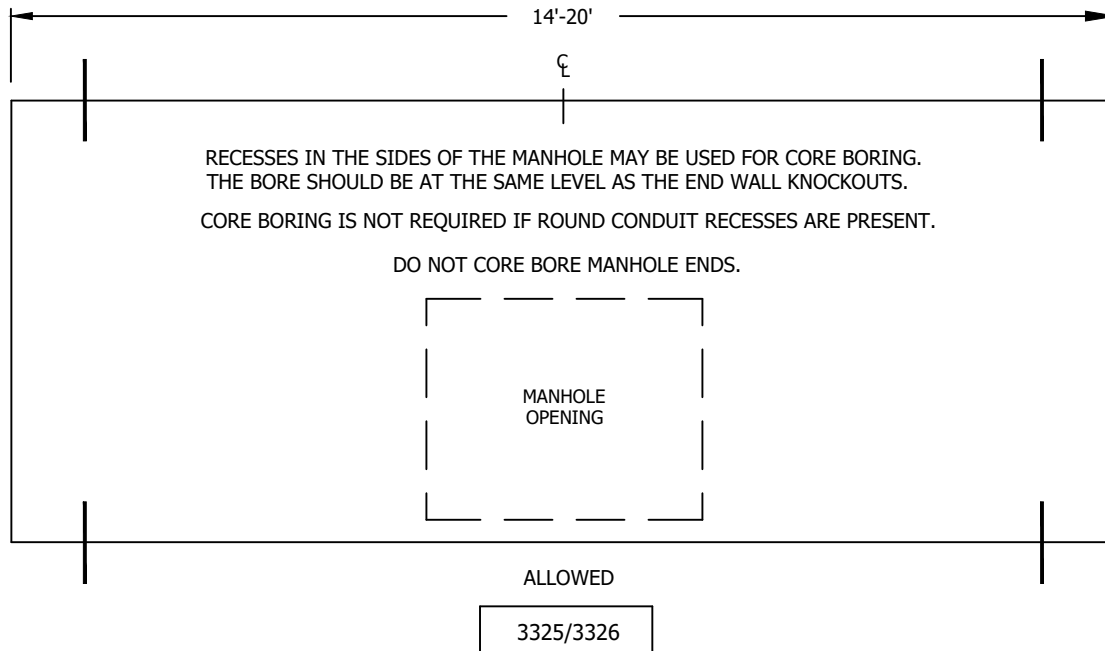 14'-20'
℄
RECESSES IN THE SIDES OF THE MANHOLE MAY BE USED FOR CORE BORING.
THE BORE SHOULD BE AT THE SAME LEVEL AS THE END WALL KNOCKOUTS.
CORE BORING IS NOT REQUIRED IF ROUND CONDUIT RECESSES ARE PRESENT.
DO NOT CORE BORE MANHOLE ENDS.
MANHOLE
OPENING
ALLOWED
3325/3326